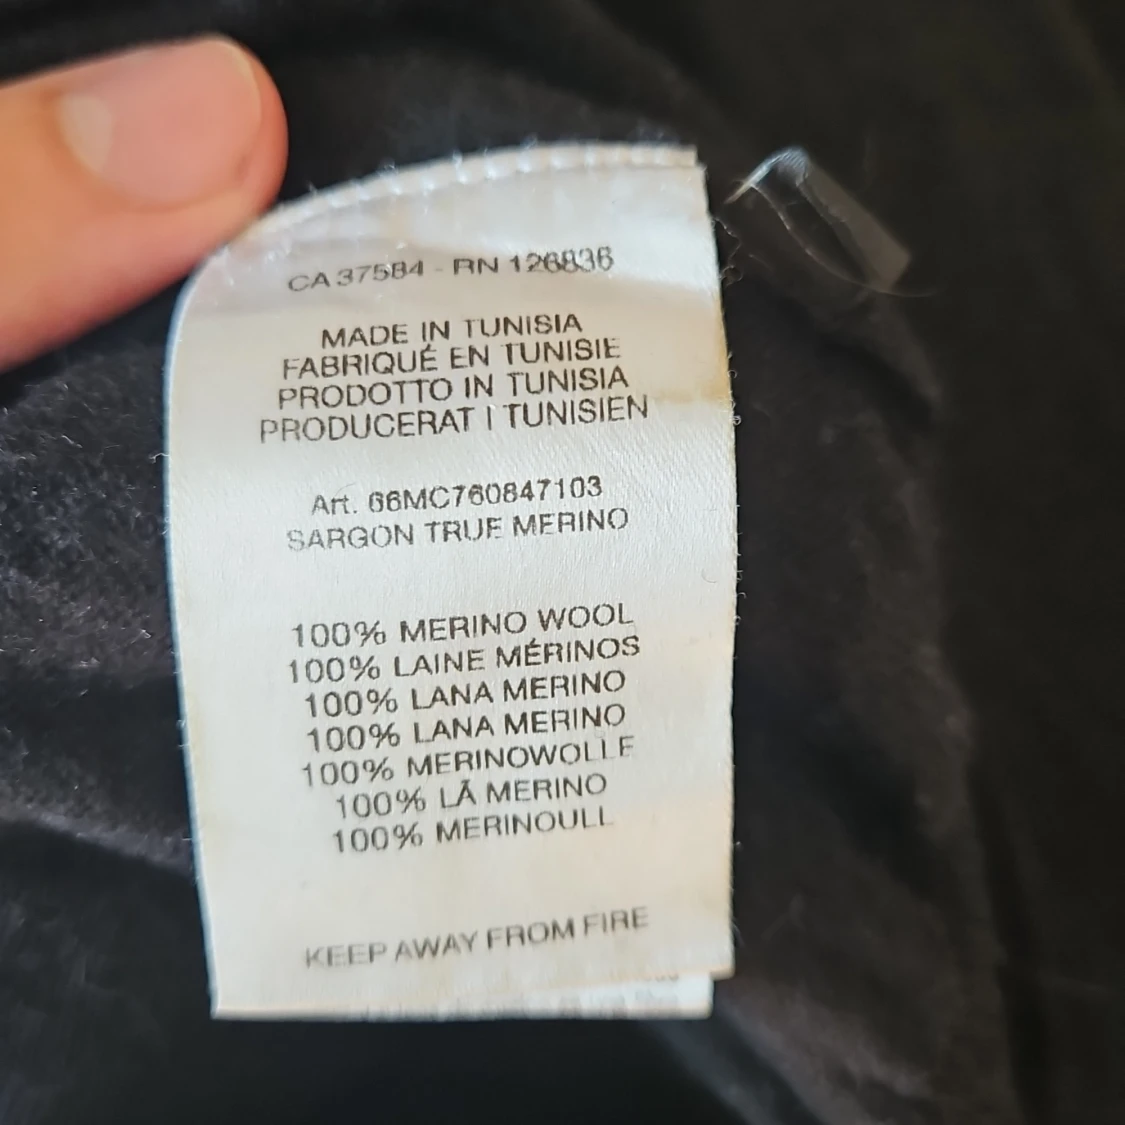 CA 37584 - RN 126836
MADE IN TUNISIA
FABRIQUÉ EN TUNISIE
PRODOTTO IN TUNISIA
PRODUCERAT I TUNISIEN
Art. 66MC760847103
SARGON TRUE MERINO
100% MERINO WOOL
100% LAINE MÉRINOS
100% LANA MERINO
100% LANA MERINO
100% MERINOWOLLE
100% LÃ MERINO
100% MERINOULL
KEEP AWAY FROM FIRE